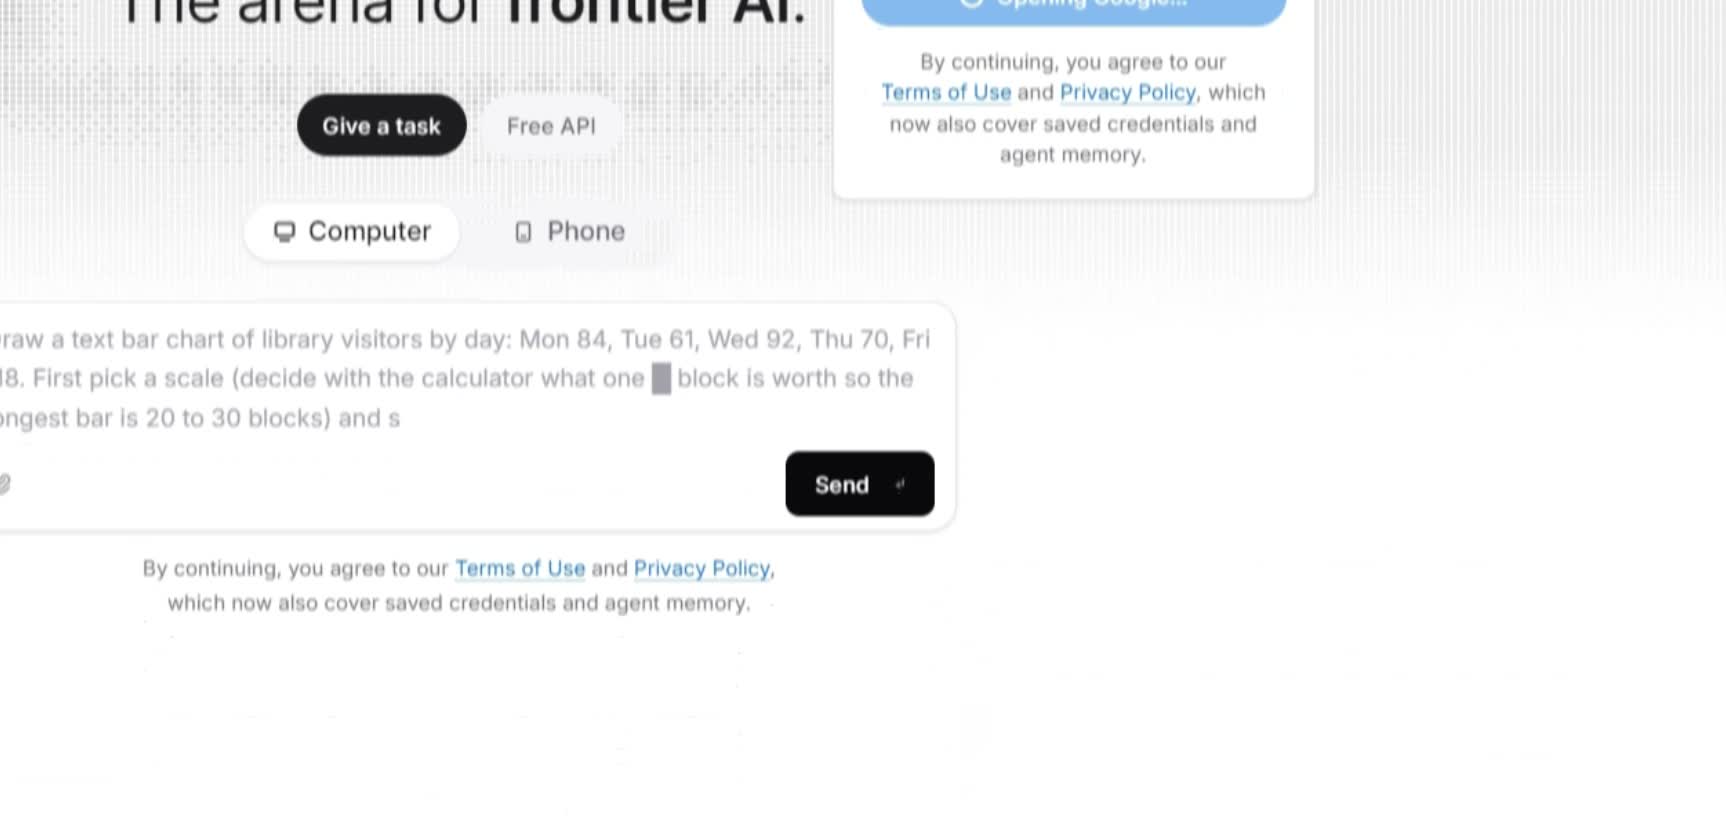 The arena for frontier AI.
Opening Google...
By continuing, you agree to our
Terms of Use and Privacy Policy, which
now also cover saved credentials and
agent memory.
Give a task
Free API
Computer
Phone
raw a text bar chart of library visitors by day: Mon 84, Tue 61, Wed 92, Thu 70, Fri
18. First pick a scale (decide with the calculator what one █ block is worth so the
ongest bar is 20 to 30 blocks) and s
Send
By continuing, you agree to our Terms of Use and Privacy Policy,
which now also cover saved credentials and agent memory.